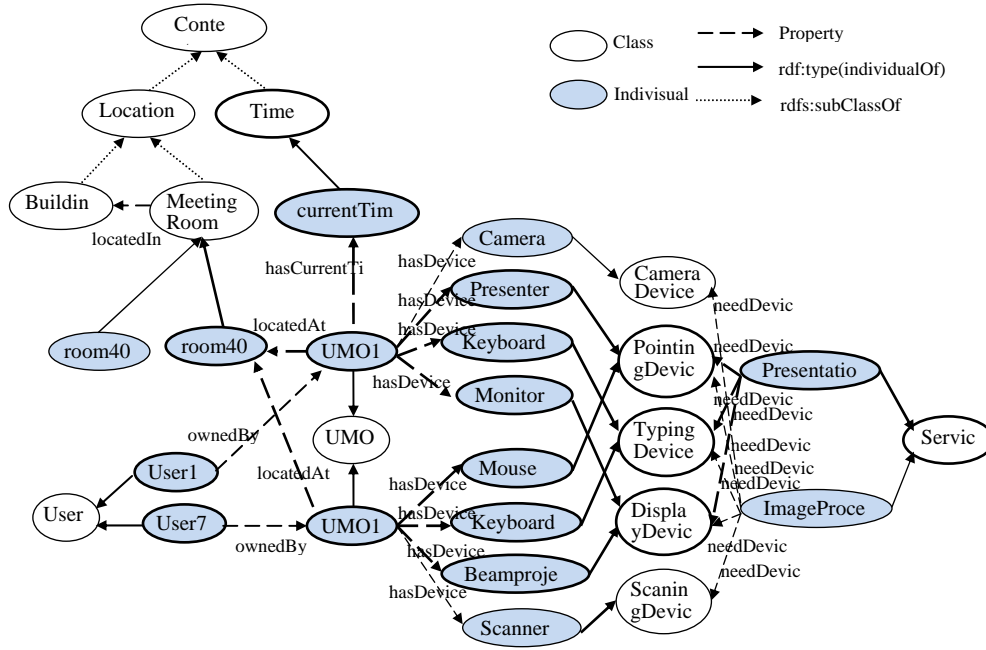 Conte
Class
Property
rdf:type(individualOf)
Indivisual
rdfs:subClassOf
Location
Time
Buildin
Meeting
Room
locatedIn
currentTim
Camera
hasDevice
Camera
Device
hasCurrentTi
Presenter
hasDevice
needDevic
room40
room40
locatedAt
UMO1
hasDevice
Keyboard
Pointin
gDevic
needDevic
Presentatio
hasDevice
Monitor
needDevic
needDevic
UMO
Typing
Device
needDevic
Servic
ownedBy
User1
locatedAt
Mouse
needDevic
needDevic
hasDevice
User
User7
ownedBy
UMO1
hasDevice
Keyboard
Displa
yDevic
ImageProce
hasDevice
Beamproje
needDevic
needDevic
hasDevice
Scanin
gDevic
Scanner